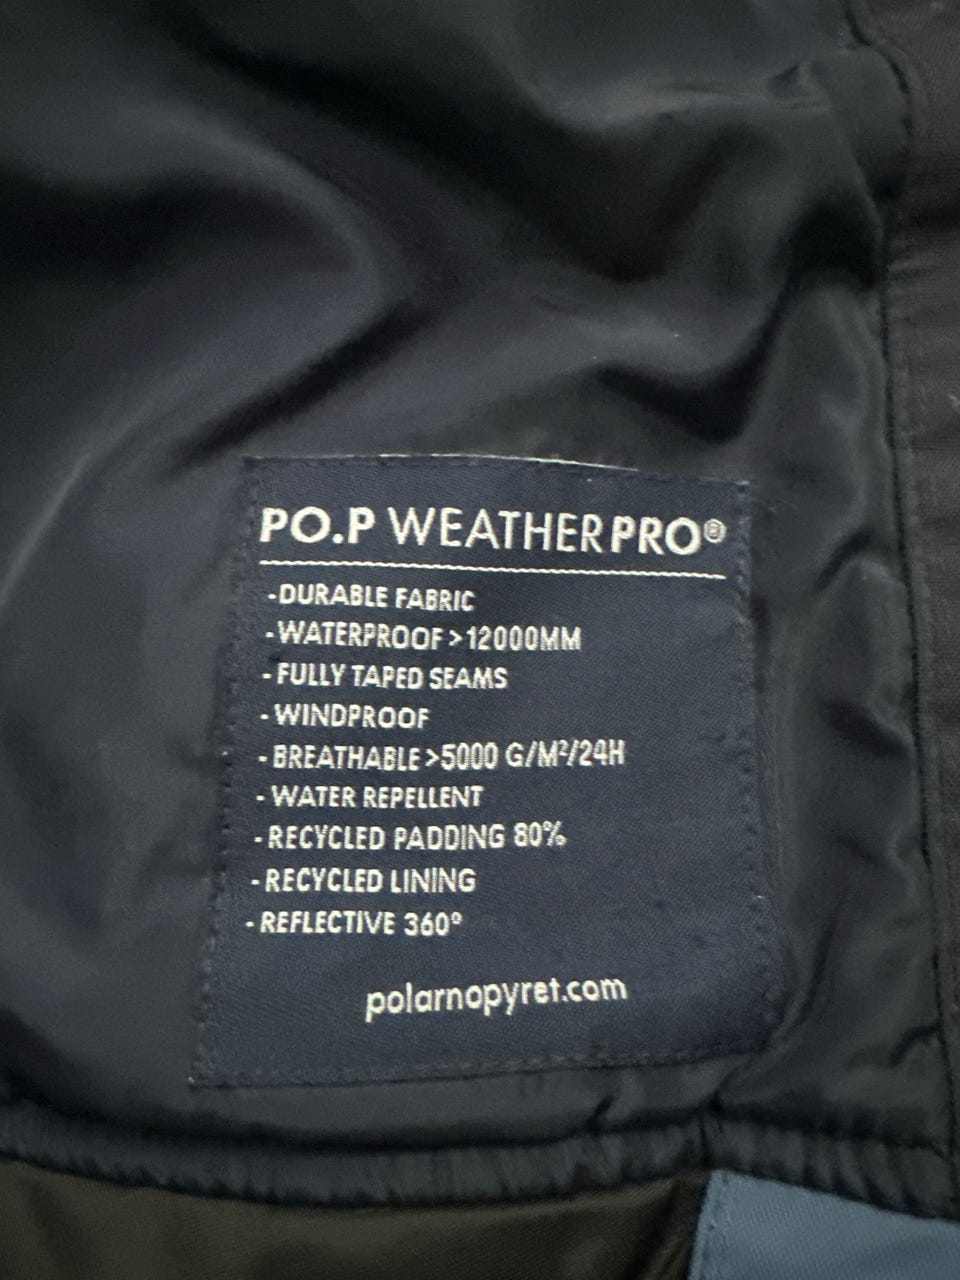 PO.P WEATHERPRO®
-DURABLE FABRIC
-WATERPROOF>12000MM
-FULLY TAPED SEAMS
-WINDPROOF
-BREATHABLE>5000 G/M²/24H
-WATER REPELLENT
-RECYCLED PADDING 80%
-RECYCLED LINING
-REFLECTIVE 360°
polarnopyret.com